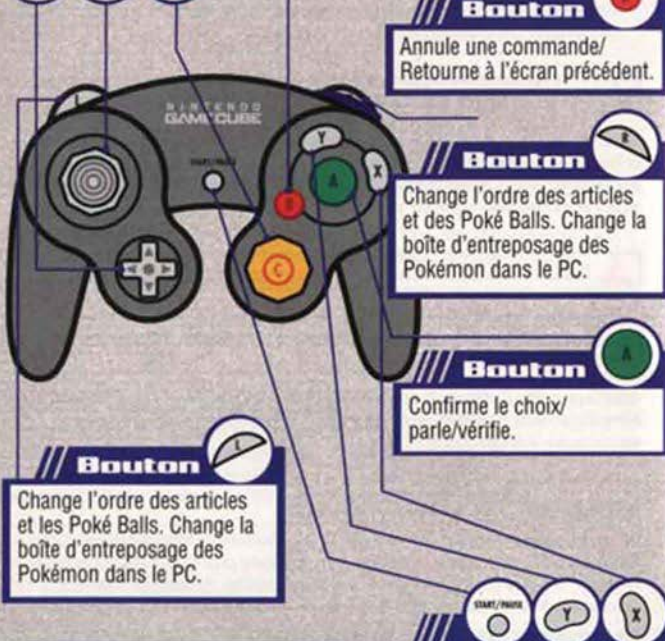 Bouton
Annule une commande/
Retourne à l'écran précédent.
L
NINTENDO
GAMECUBE
START/PAUSE
Y
X
A
B
C
Bouton R
Change l'ordre des articles
et des Poké Balls. Change la
boîte d'entreposage des
Pokémon dans le PC.
Bouton A
Confirme le choix/
parle/vérifie.
Bouton L
Change l'ordre des articles
et les Poké Balls. Change la
boîte d'entreposage des
Pokémon dans le PC.
START/PAUSE
Y
X